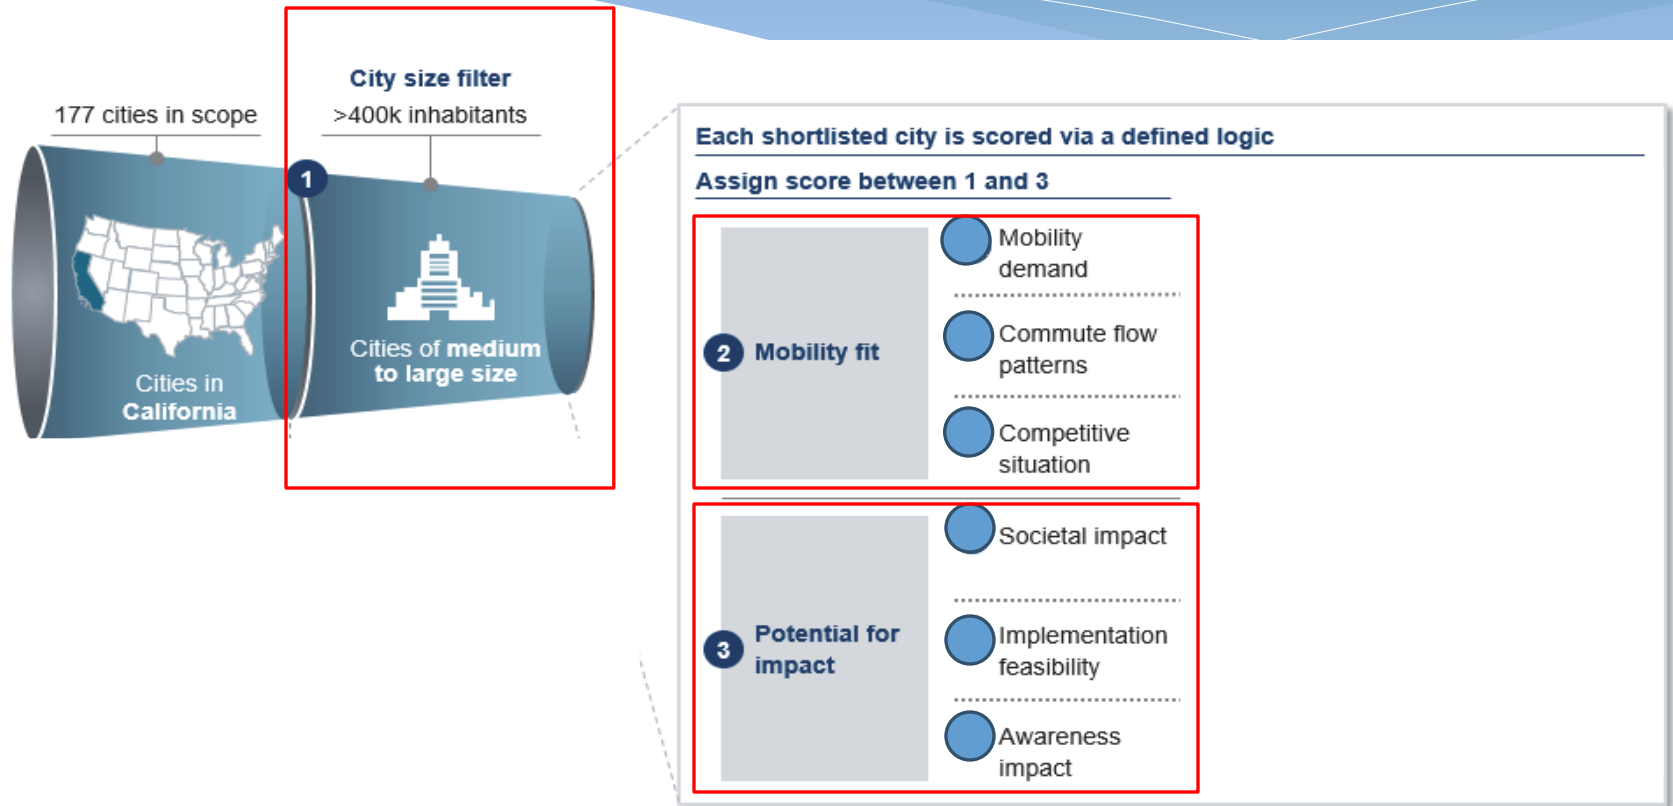 177 cities in scope
City size filter
>400k inhabitants
1
Cities in
California
Cities of medium
to large size
Each shortlisted city is scored via a defined logic
Assign score between 1 and 3
2
Mobility fit
Mobility
demand
Commute flow
patterns
Competitive
situation
3
Potential for
impact
Societal impact
Implementation
feasibility
Awareness
impact